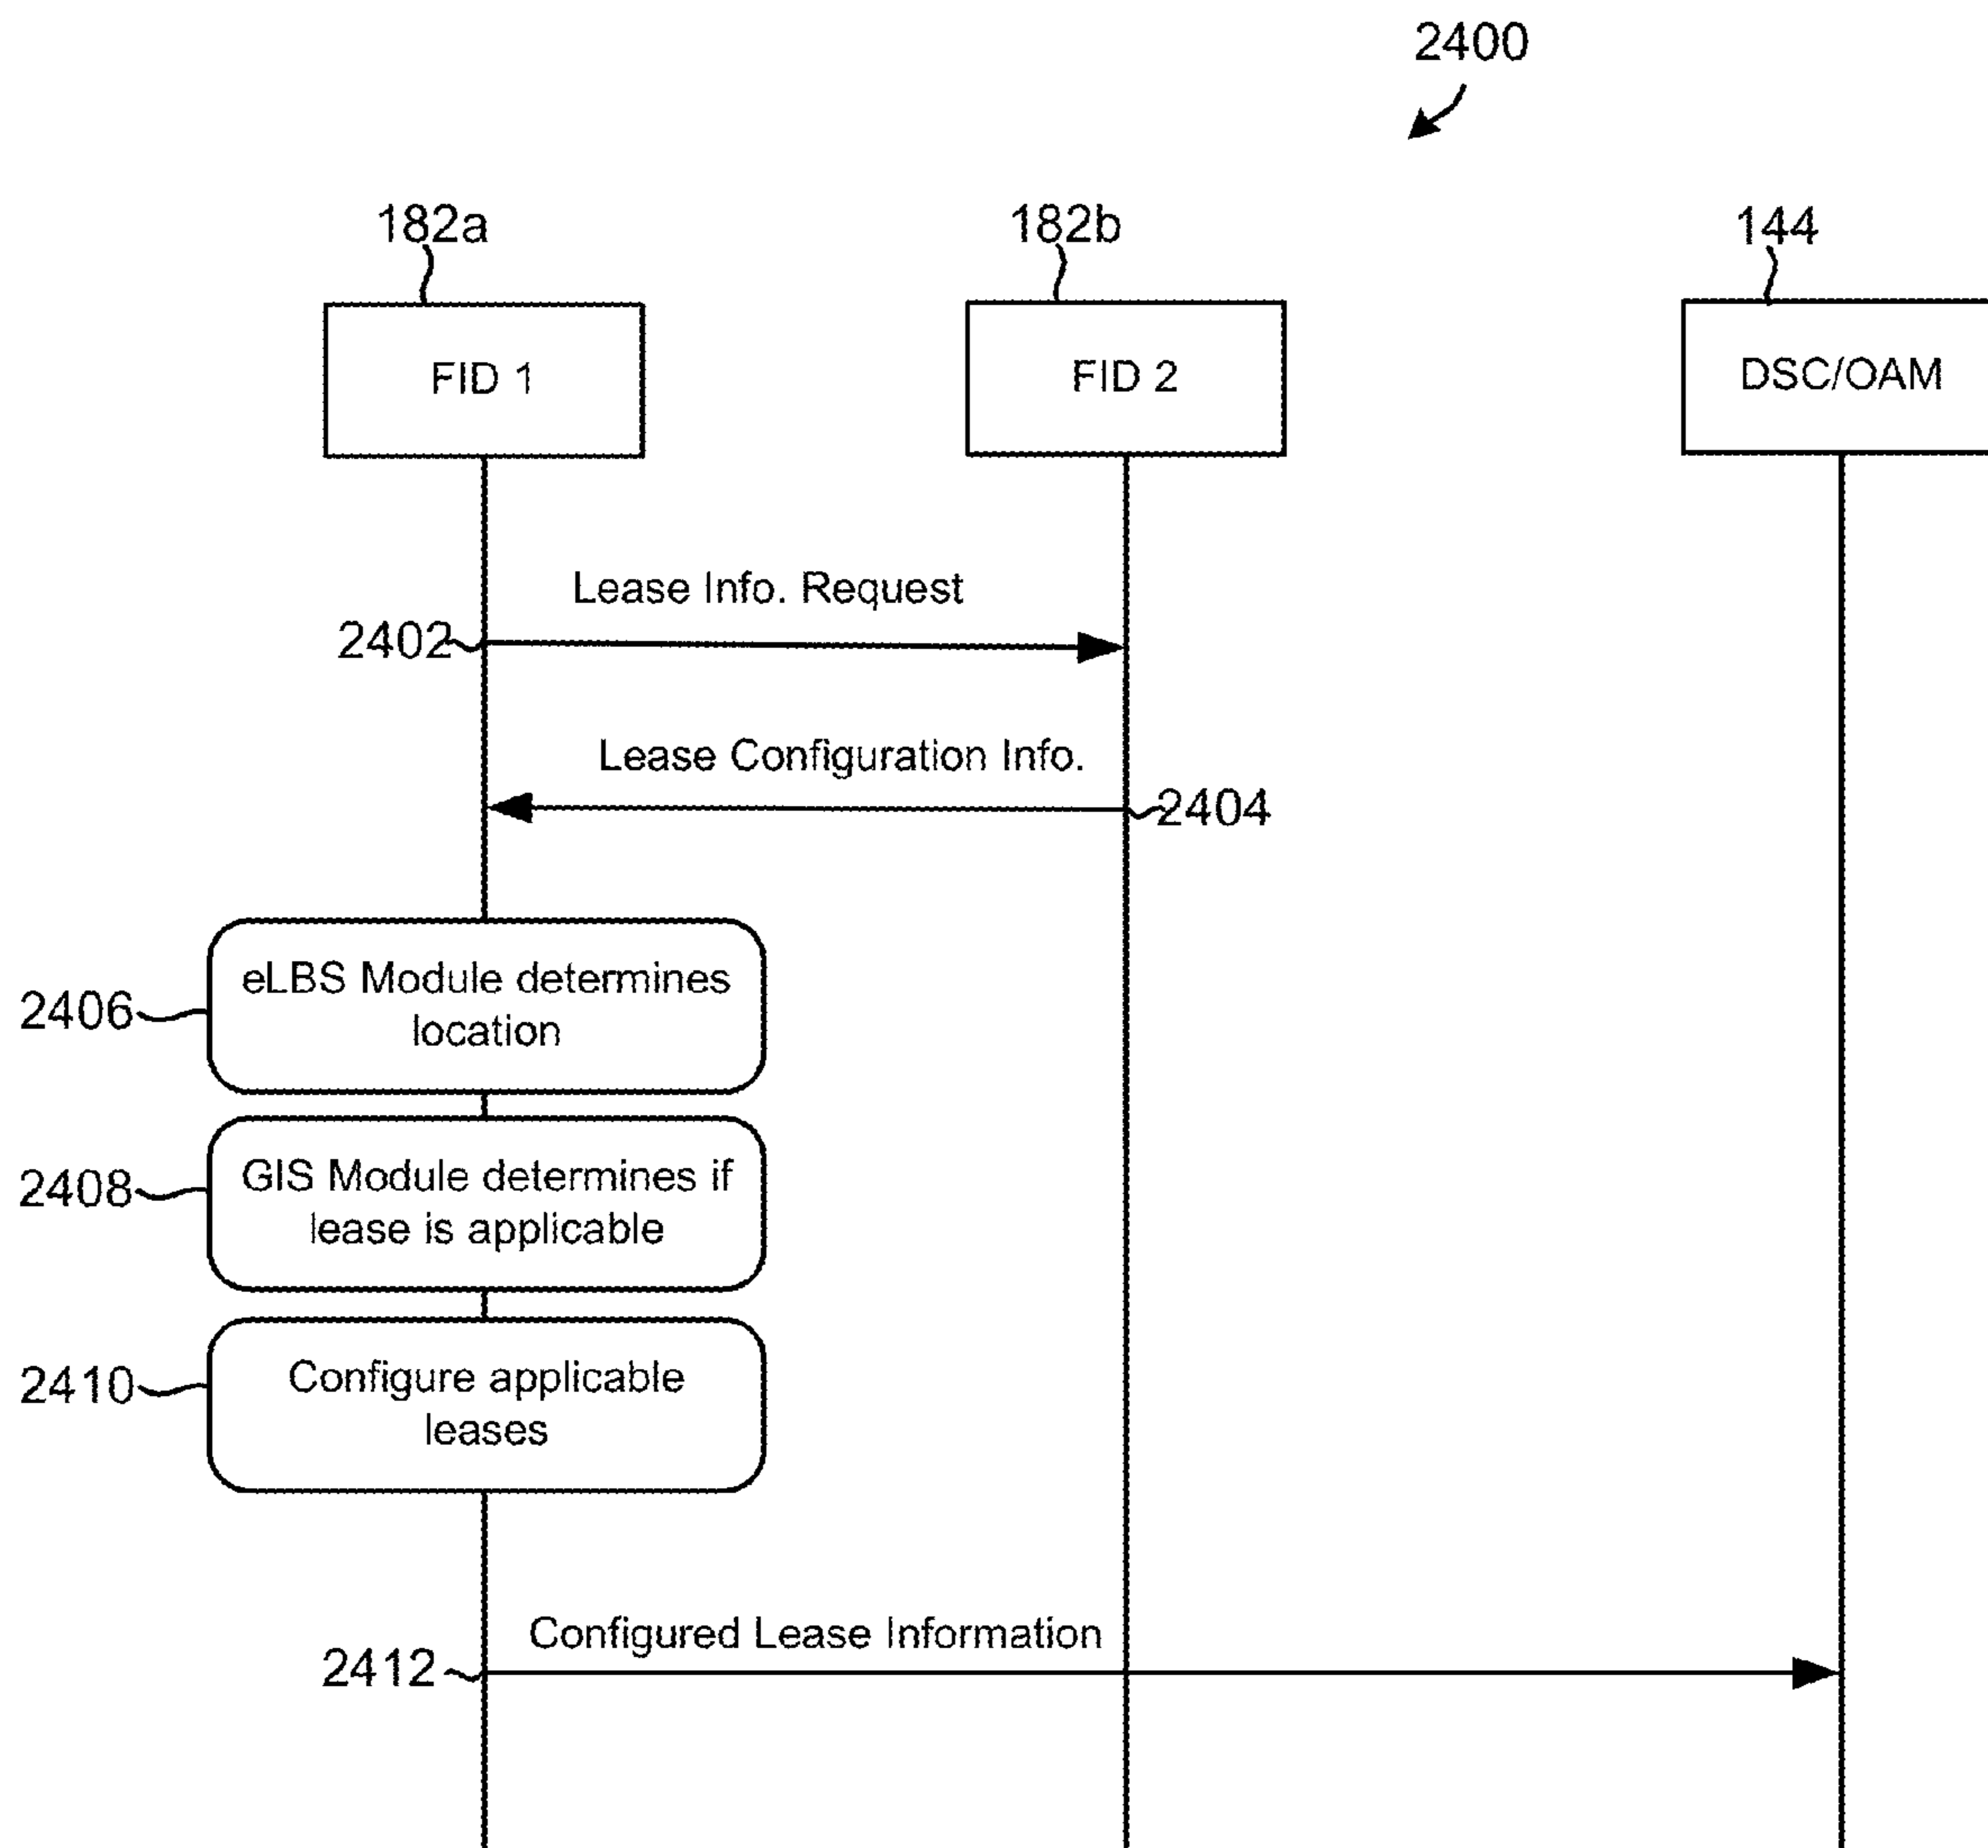 2400
182a
182b
144
FID 1
FID 2
DSC/OAM
Lease Info. Request
2402
Lease Configuration Info.
2404
eLBS Module determines
location
2406
GIS Module determines if
lease is applicable
2408
Configure applicable
leases
2410
Configured Lease Information
2412